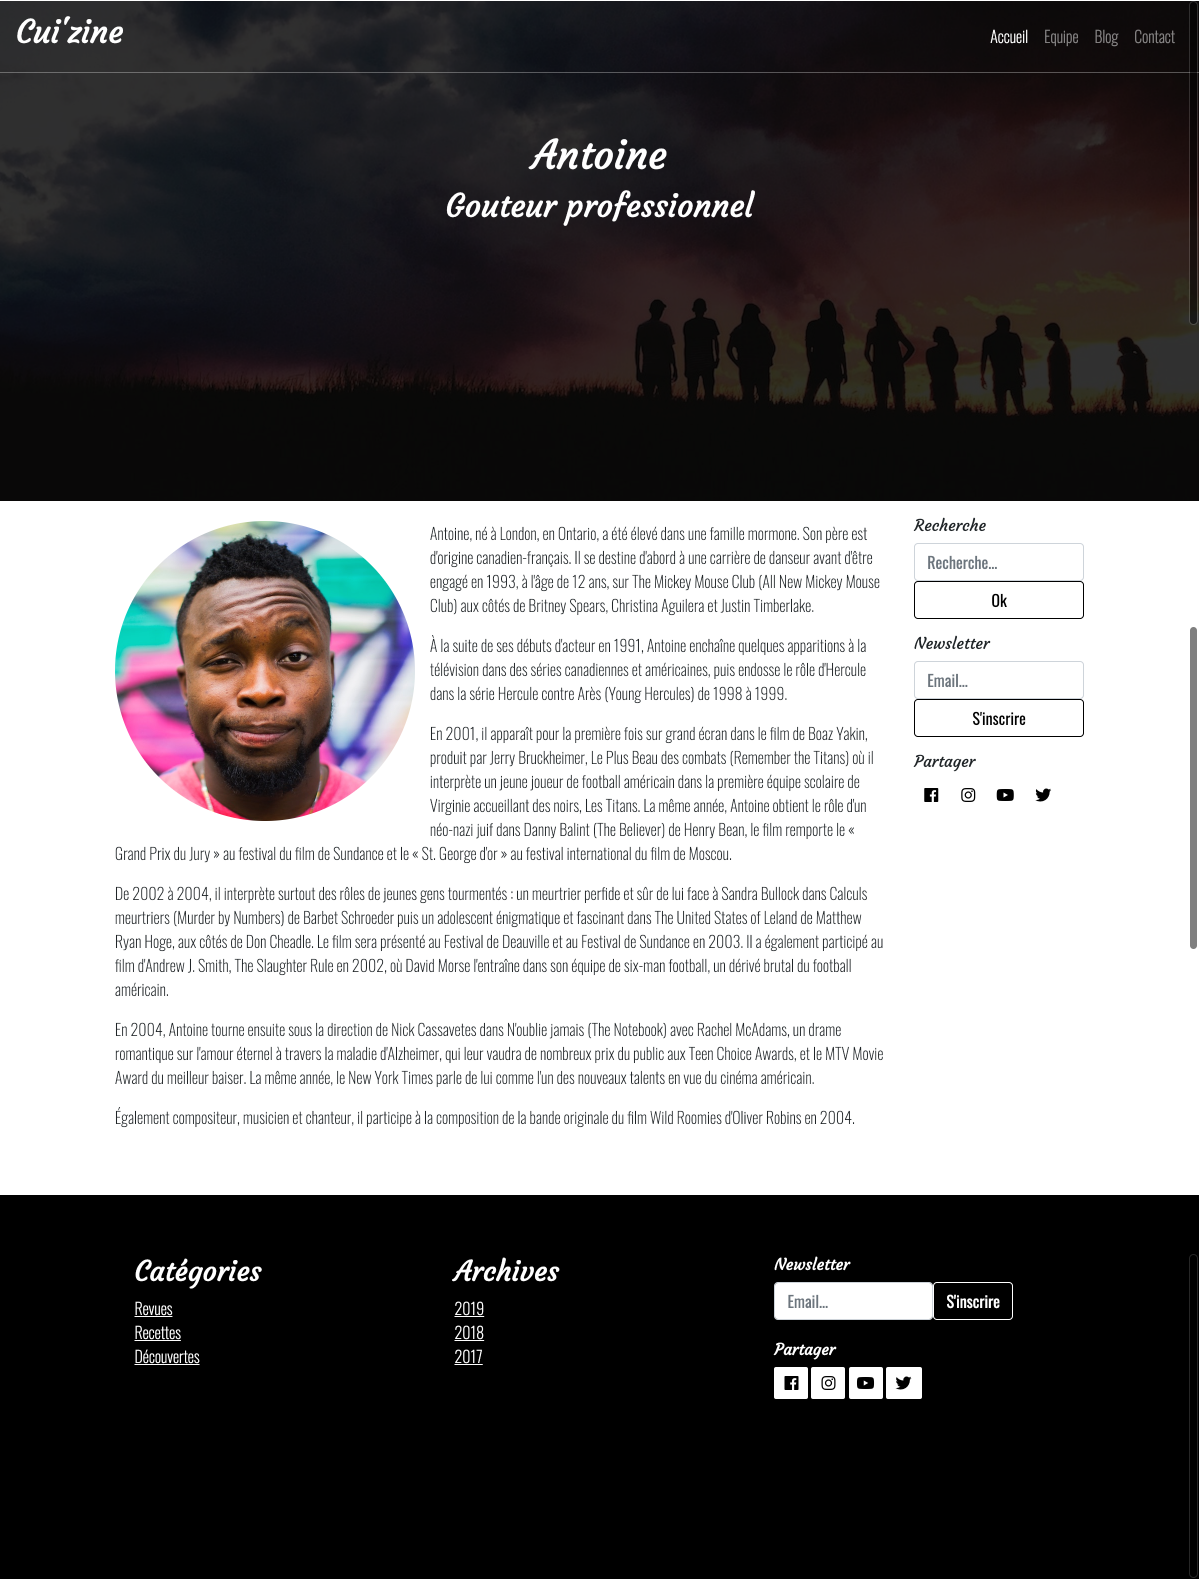 Cui'zine
Accueil Equipe Blog Contact
Antoine
Gouteur professionnel
Antoine, né à London, en Ontario, a été élevé dans une famille mormone. Son père est
d'origine canadien-français. Il se destine d'abord à une carrière de danseur avant d'être
engagé en 1993, à l'âge de 12 ans, sur The Mickey Mouse Club (All New Mickey Mouse
Club) aux côtés de Britney Spears, Christina Aguilera et Justin Timberlake.
À la suite de ses débuts d'acteur en 1991, Antoine enchaîne quelques apparitions à la
télévision dans des séries canadiennes et américaines, puis endosse le rôle d'Hercule
dans la série Hercule contre Arès (Young Hercules) de 1998 à 1999.
En 2001, il apparaît pour la première fois sur grand écran dans le film de Boaz Yakin,
produit par Jerry Bruckheimer, Le Plus Beau des combats (Remember the Titans) où il
interprète un jeune joueur de football américain dans la première équipe scolaire de
Virginie accueillant des noirs, Les Titans. La même année, Antoine obtient le rôle d'un
néo-nazi juif dans Danny Balint (The Believer) de Henry Bean, le film remporte le «
Grand Prix du Jury » au festival du film de Sundance et le « St. George d'or » au festival international du film de Moscou.
De 2002 à 2004, il interprète surtout des rôles de jeunes gens tourmentés : un meurtrier perfide et sûr de lui face à Sandra Bullock dans Calculs
meurtriers (Murder by Numbers) de Barbet Schroeder puis un adolescent énigmatique et fascinant dans The United States of Leland de Matthew
Ryan Hoge, aux côtés de Don Cheadle. Le film sera présenté au Festival de Deauville et au Festival de Sundance en 2003. Il a également participé au
film d'Andrew J. Smith, The Slaughter Rule en 2002, où David Morse l'entraîne dans son équipe de six-man football, un dérivé brutal du football
américain.
En 2004, Antoine tourne ensuite sous la direction de Nick Cassavetes dans N'oublie jamais (The Notebook) avec Rachel McAdams, un drame
romantique sur l'amour éternel à travers la maladie d'Alzheimer, qui leur vaudra de nombreux prix du public aux Teen Choice Awards, et le MTV Movie
Award du meilleur baiser. La même année, le New York Times parle de lui comme l'un des nouveaux talents en vue du cinéma américain.
Également compositeur, musicien et chanteur, il participe à la composition de la bande originale du film Wild Roomies d'Oliver Robins en 2004.
Recherche
Recherche...
Ok
Newsletter
Email...
S'inscrire
Partager
Catégories
Revues
Recettes
Découvertes
Archives
2019
2018
2017
Newsletter
Email... S'inscrire
Partager